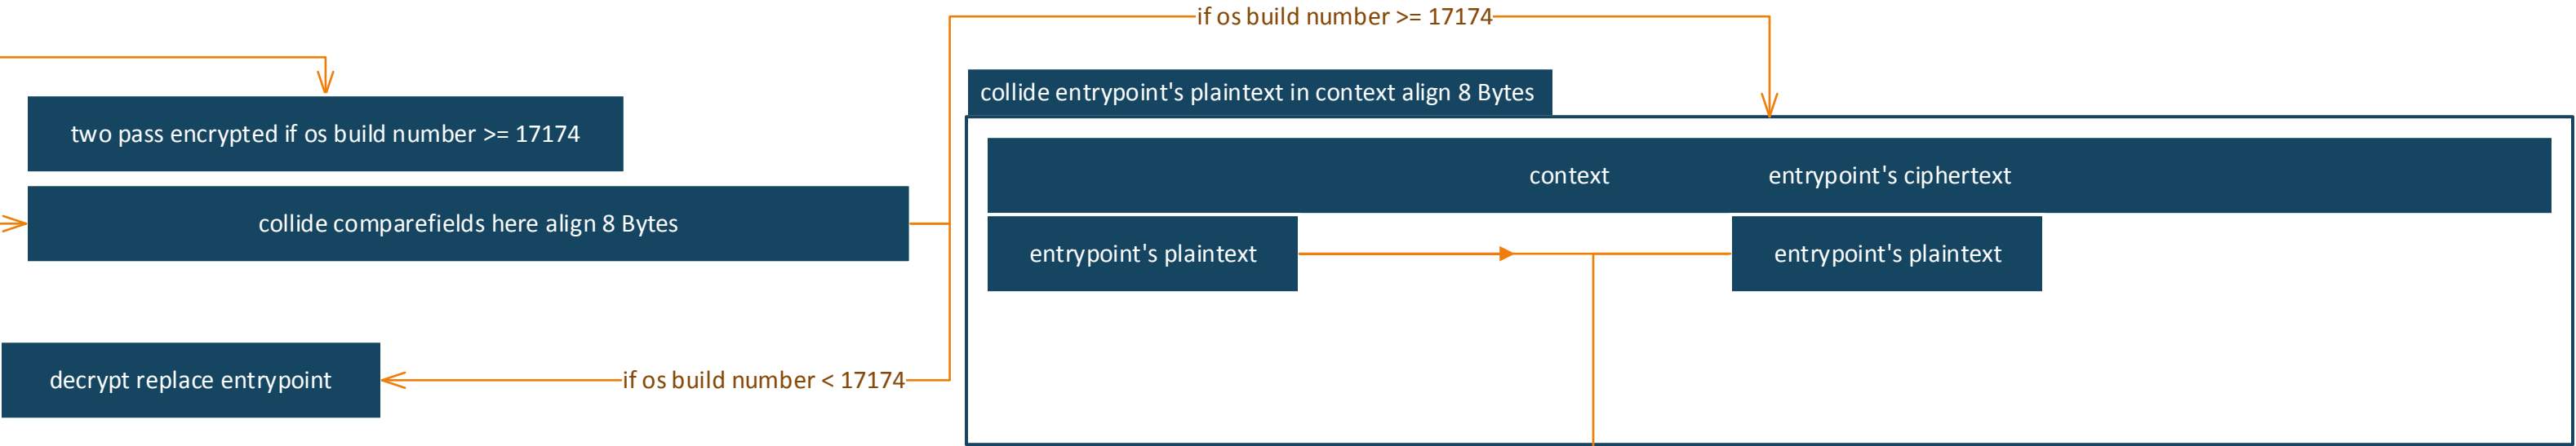 if os build number >= 17174
collide entrypoint's plaintext in context align 8 Bytes
two pass encrypted if os build number >= 17174
context
entrypoint's ciphertext
collide comparefields here align 8 Bytes
entrypoint's plaintext
entrypoint's plaintext
decrypt replace entrypoint
if os build number < 17174